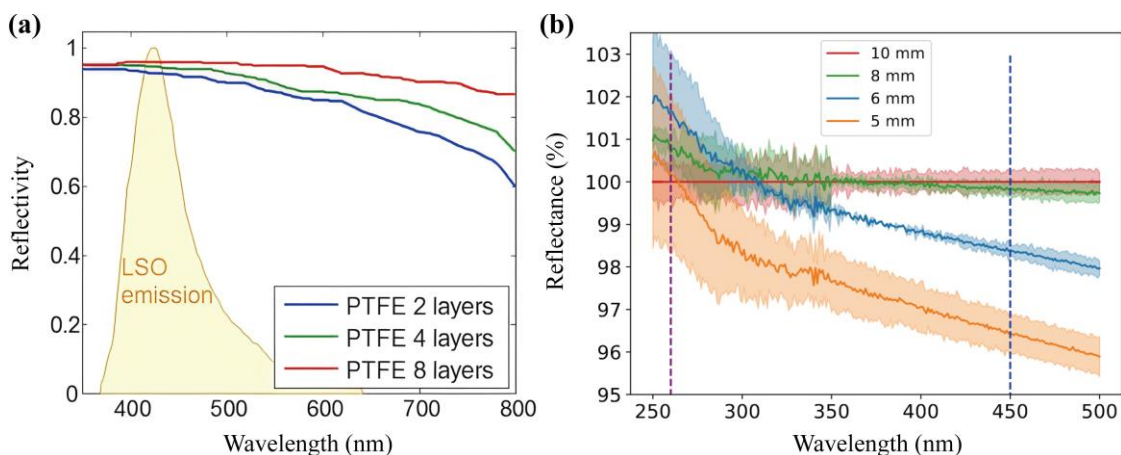 (a)
1
0.8
0.6
0.4
0.2
0
Reflectivity
LSO
emission
PTFE 2 layers
PTFE 4 layers
PTFE 8 layers
400
500
600
700
800
Wavelength (nm)
(b)
103
102
101
100
99
98
97
96
95
Reflectance (%)
10 mm
8 mm
6 mm
5 mm
250
300
350
400
450
500
Wavelength (nm)